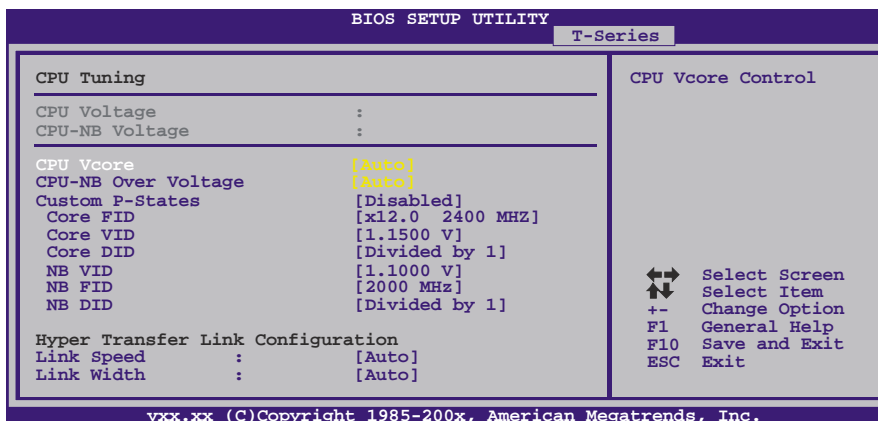 BIOS SETUP UTILITY
T-Series
CPU Tuning
CPU Voltage :
CPU-NB Voltage :
CPU Vcore [Auto]
CPU-NB Over Voltage [Auto]
Custom P-States [Disabled]
Core FID [x12.0 2400 MHZ]
Core VID [1.1500 V]
Core DID [Divided by 1]
NB VID [1.1000 V]
NB FID [2000 MHz]
NB DID [Divided by 1]
Hyper Transfer Link Configuration
Link Speed : [Auto]
Link Width : [Auto]
CPU Vcore Control
Select Screen
Select Item
+- Change Option
F1 General Help
F10 Save and Exit
ESC Exit
vxx.xx (C)Copyright 1985-200x, American Megatrends, Inc.